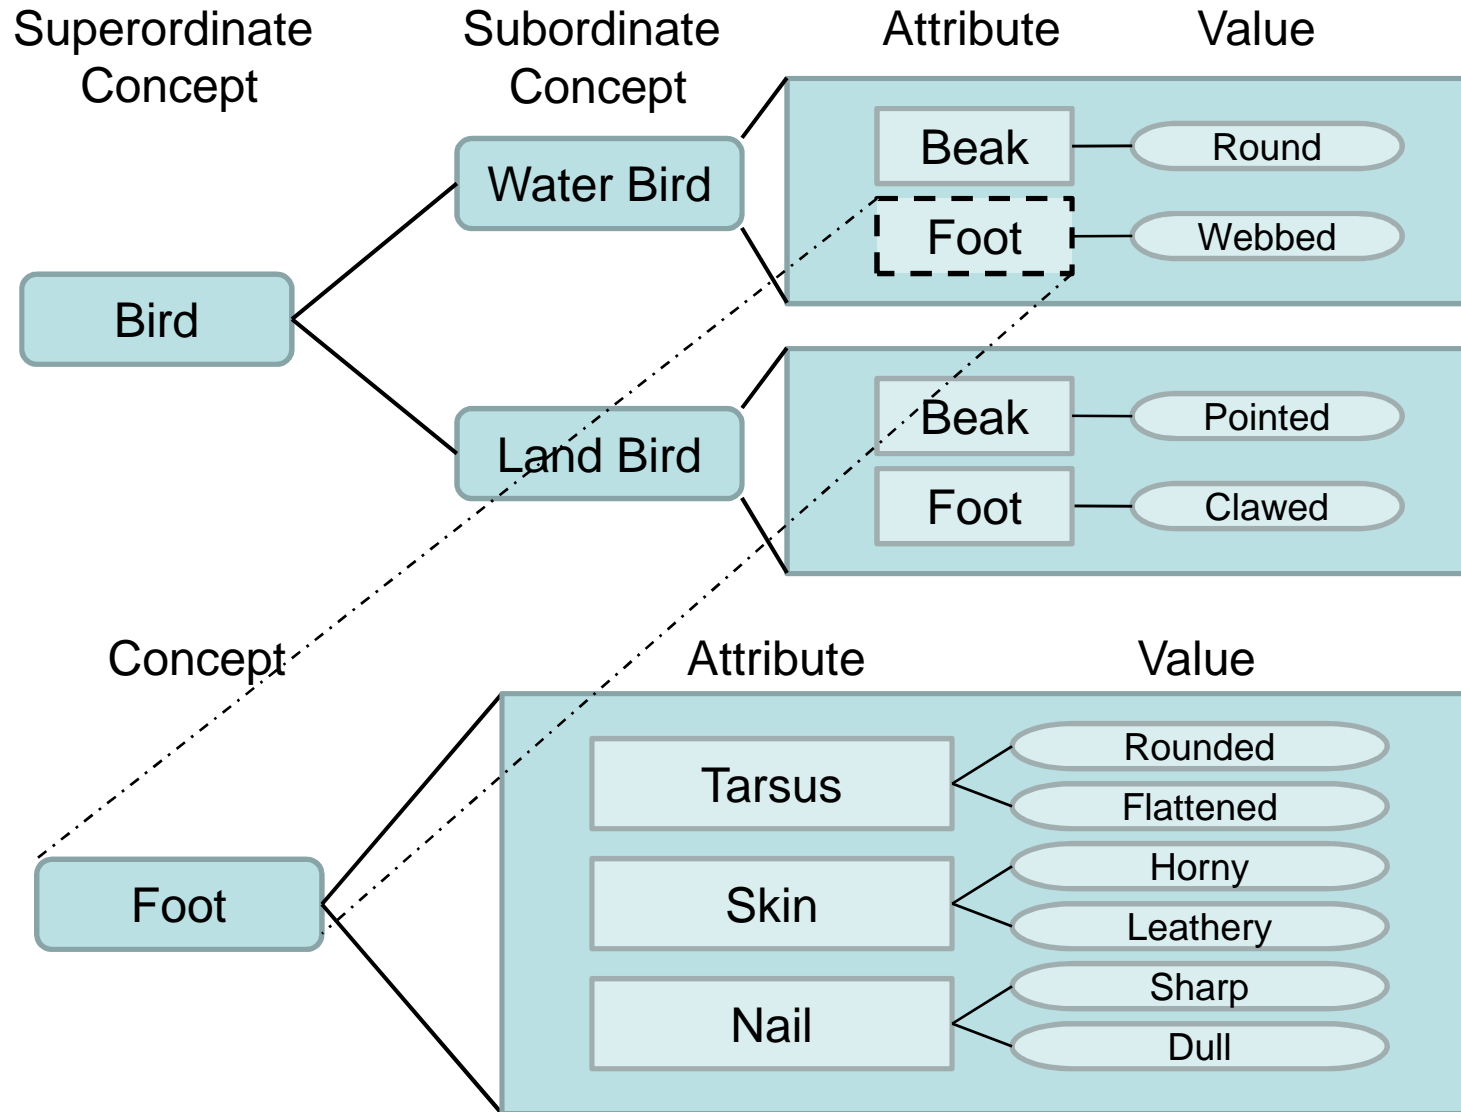 Superordinate
Concept
Subordinate
Concept
Attribute
Value
Water Bird
Beak
Round
Foot
Webbed
Bird
Land Bird
Beak
Pointed
Foot
Clawed
Concept
Attribute
Value
Foot
Tarsus
Rounded
Flattened
Skin
Horny
Leathery
Nail
Sharp
Dull